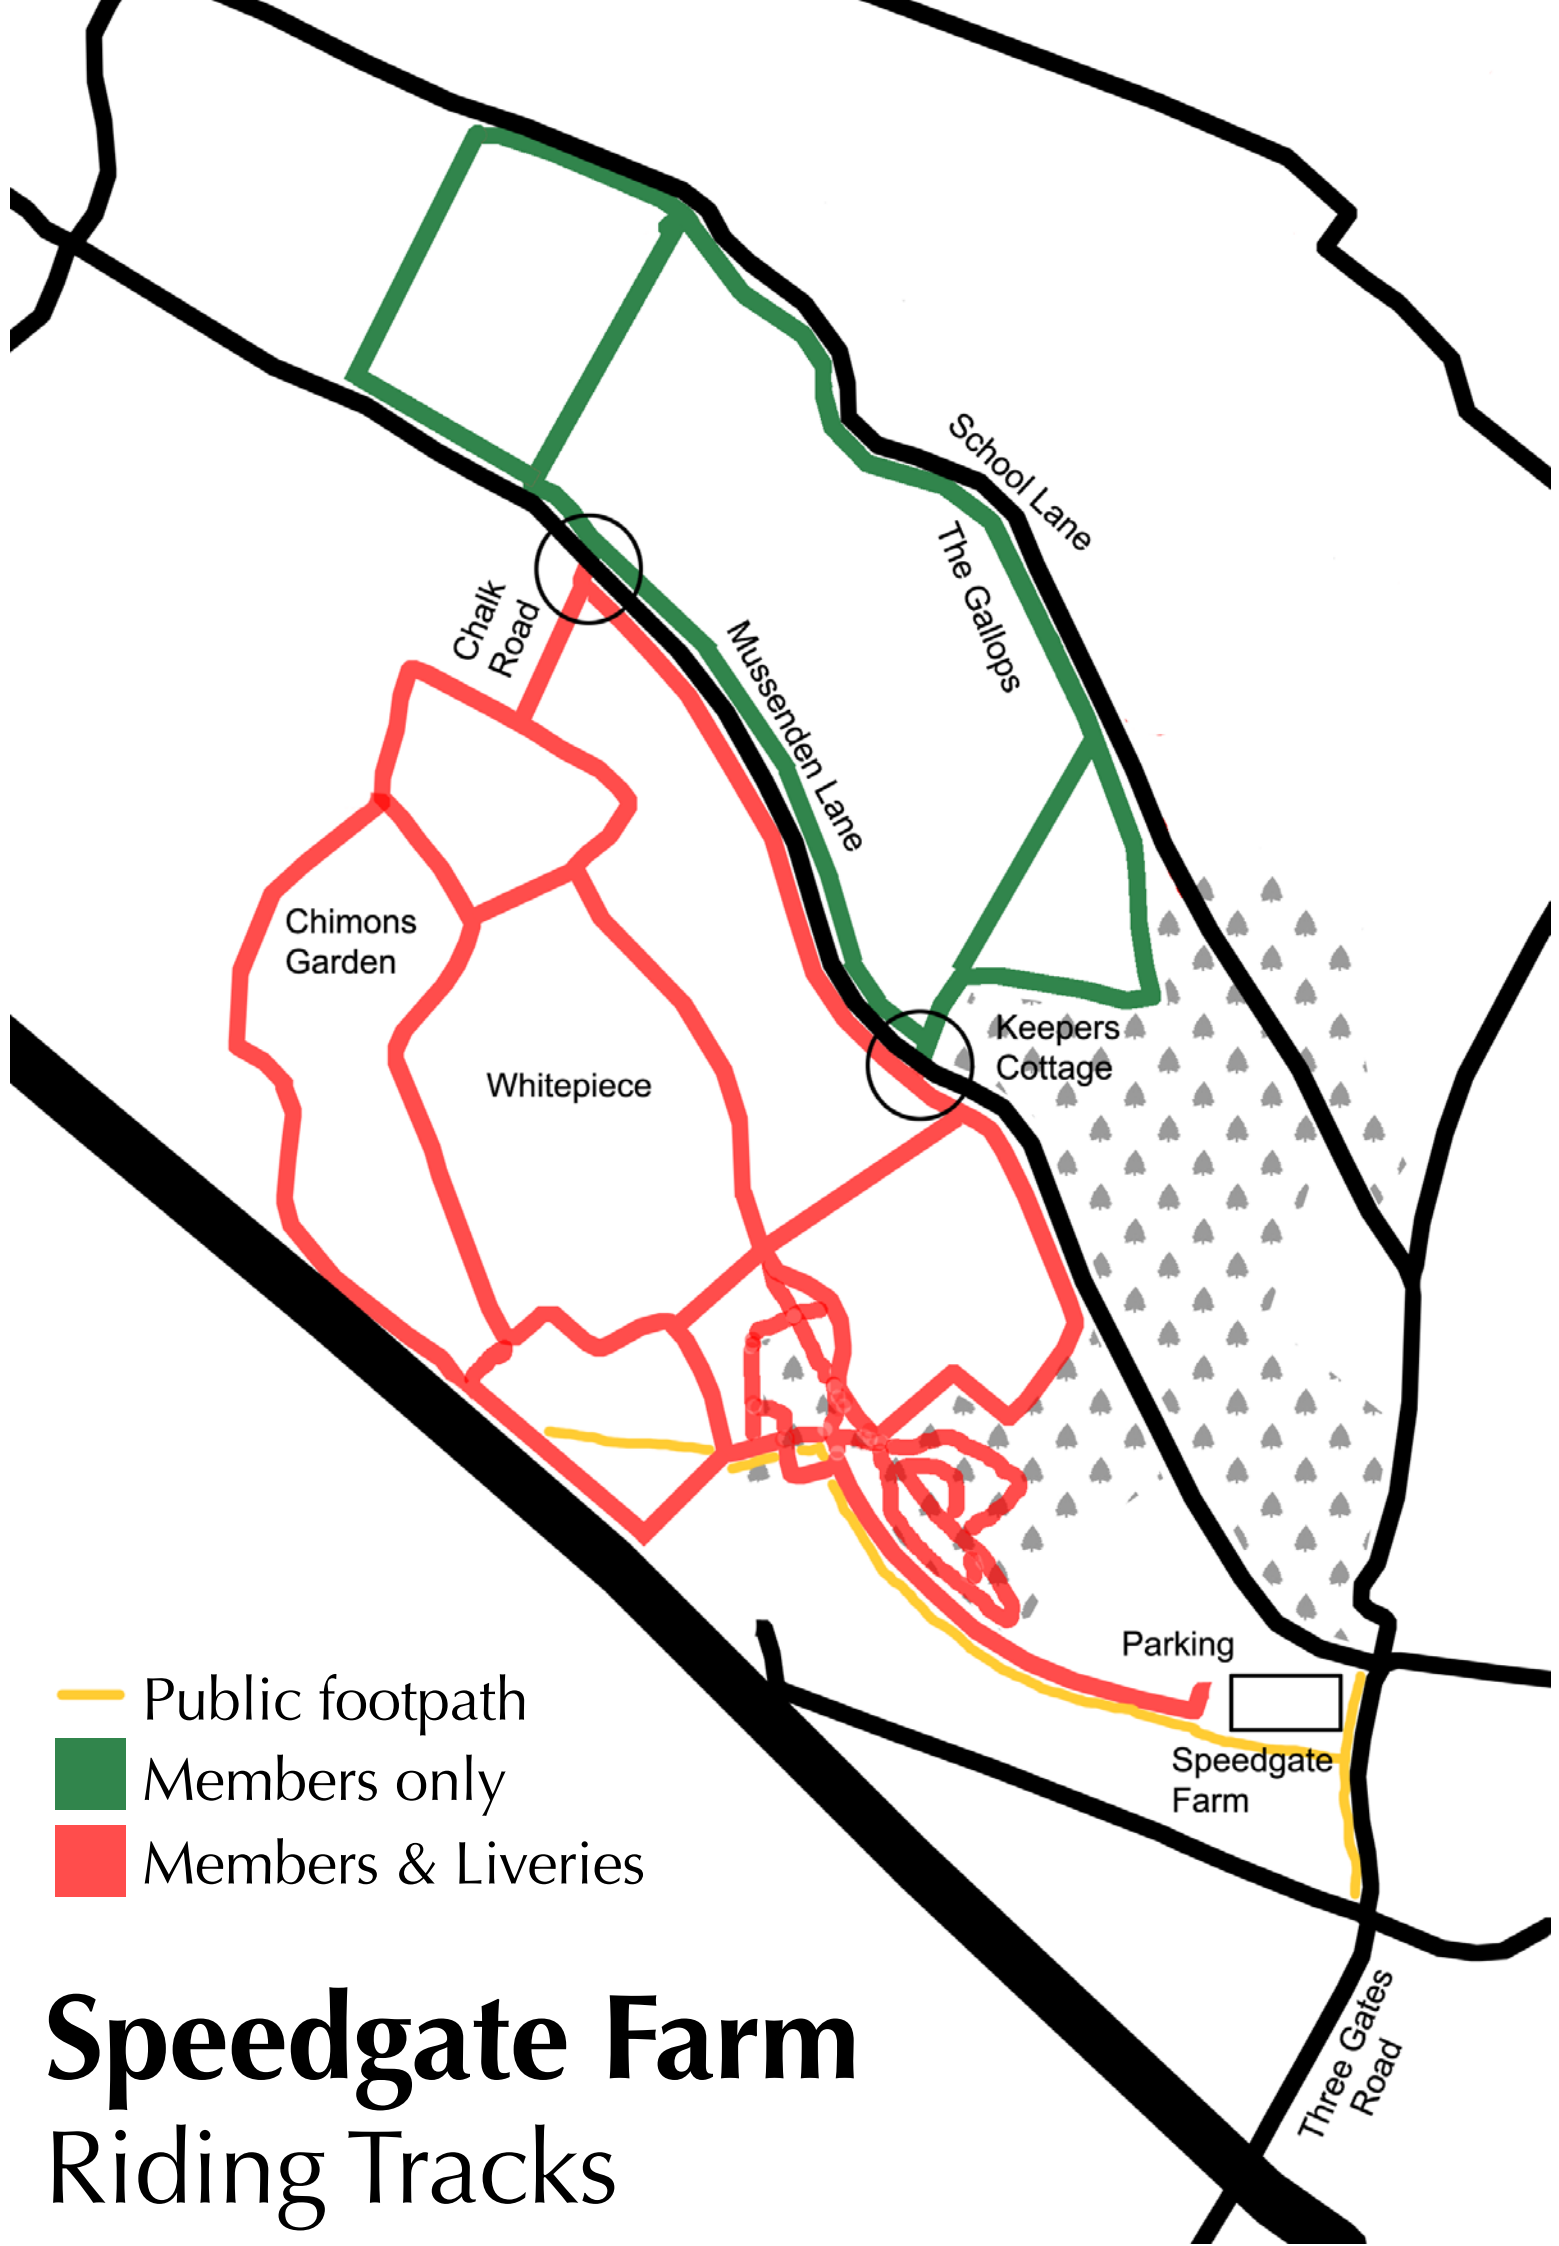 School Lane
The Gallops
Chalk
Road
Mussenden Lane
Chimons
Garden
Keepers
Cottage
Whitepiece
Parking
Speedgate
Farm
Public footpath
Members only
Members & Liveries
Three Gates
Road
Speedgate Farm
Riding Tracks